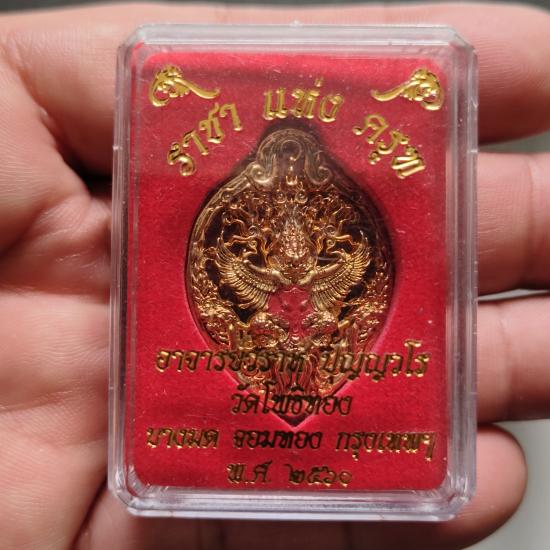 ราชา แห่ง ครุฑ
อาจารย์วราห์ ปุญญวโร
วัดโพธิทอง
บางมด จอมทอง กรุงเทพฯ
พ.ศ. ๒๕๖๐